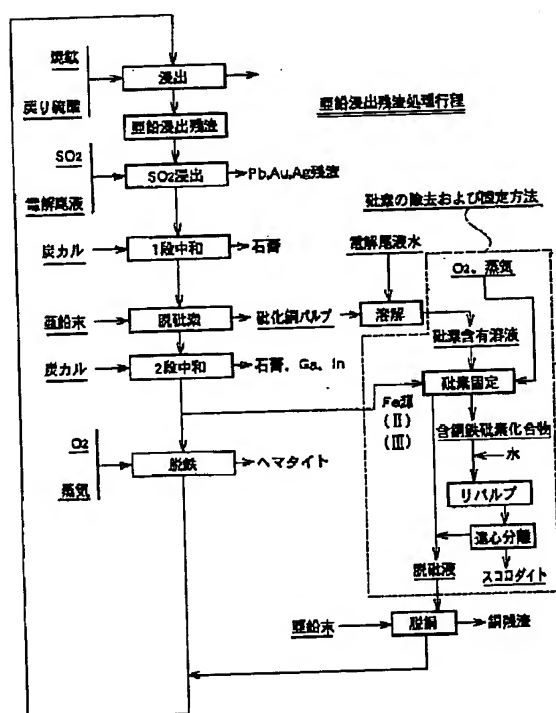 焼鉱
浸出
戻り硫酸
亜鉛浸出残渣
亜鉛浸出残渣処理行程
SO2
SO2浸出
Pb,Au,Ag残渣
電解尾液
砒素の除去および固定方法
炭カル
1段中和
石膏
電解尾液水
O2、蒸気
亜鉛末
脱砒素
砒化銅パルプ
溶解
砒素含有溶液
炭カル
2段中和
石膏、Ga、In
砒素固定
Fe源
(II)
(III)
含銅鉄砒素化合物
O2
脱鉄
ヘマタイト
蒸気
水
リパルプ
遠心分離
脱砒液
スコロダイト
亜鉛末
脱銅
銅残渣